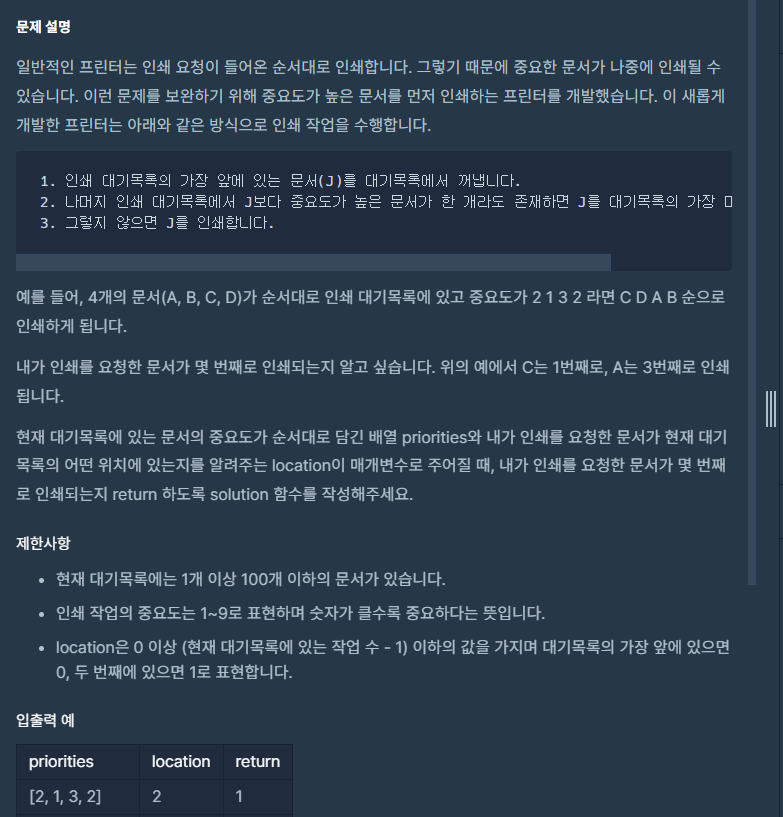 문제 설명
일반적인 프린터는 인쇄 요청이 들어온 순서대로 인쇄합니다. 그렇기 때문에 중요한 문서가 나중에 인쇄될 수
있습니다. 이런 문제를 보완하기 위해 중요도가 높은 문서를 먼저 인쇄하는 프린터를 개발했습니다. 이 새롭게
개발한 프린터는 아래와 같은 방식으로 인쇄 작업을 수행합니다.
1. 인쇄 대기목록의 가장 앞에 있는 문서(J)를 대기목록에서 꺼냅니다.
2. 나머지 인쇄 대기목록에서 J보다 중요도가 높은 문서가 한 개라도 존재하면 J를 대기목록의 가장
3. 그렇지 않으면 J를 인쇄합니다.
예를 들어, 4개의 문서(A, B, C, D)가 순서대로 인쇄 대기목록에 있고 중요도가 2 1 3 2 라면 C D A B 순으로
인쇄하게 됩니다.
내가 인쇄를 요청한 문서가 몇 번째로 인쇄되는지 알고 싶습니다. 위의 예에서 C는 1번째로, A는 3번째로 인쇄
됩니다.
현재 대기목록에 있는 문서의 중요도가 순서대로 담긴 배열 priorities와 내가 인쇄를 요청한 문서가 현재 대기
목록의 어떤 위치에 있는지를 알려주는 location이 매개변수로 주어질 때, 내가 인쇄를 요청한 문서가 몇 번째
로 인쇄되는지 return 하도록 solution 함수를 작성해주세요.
제한사항
• 현재 대기목록에는 1개 이상 100개 이하의 문서가 있습니다.
• 인쇄 작업의 중요도는 1~9로 표현하며 숫자가 클수록 중요하다는 뜻입니다.
• location은 0 이상 (현재 대기목록에 있는 작업 수 - 1) 이하의 값을 가지며 대기목록의 가장 앞에 있으면
0, 두 번째에 있으면 1로 표현합니다.
입출력 예
priorities location return
[2, 1, 3, 2] 2 1